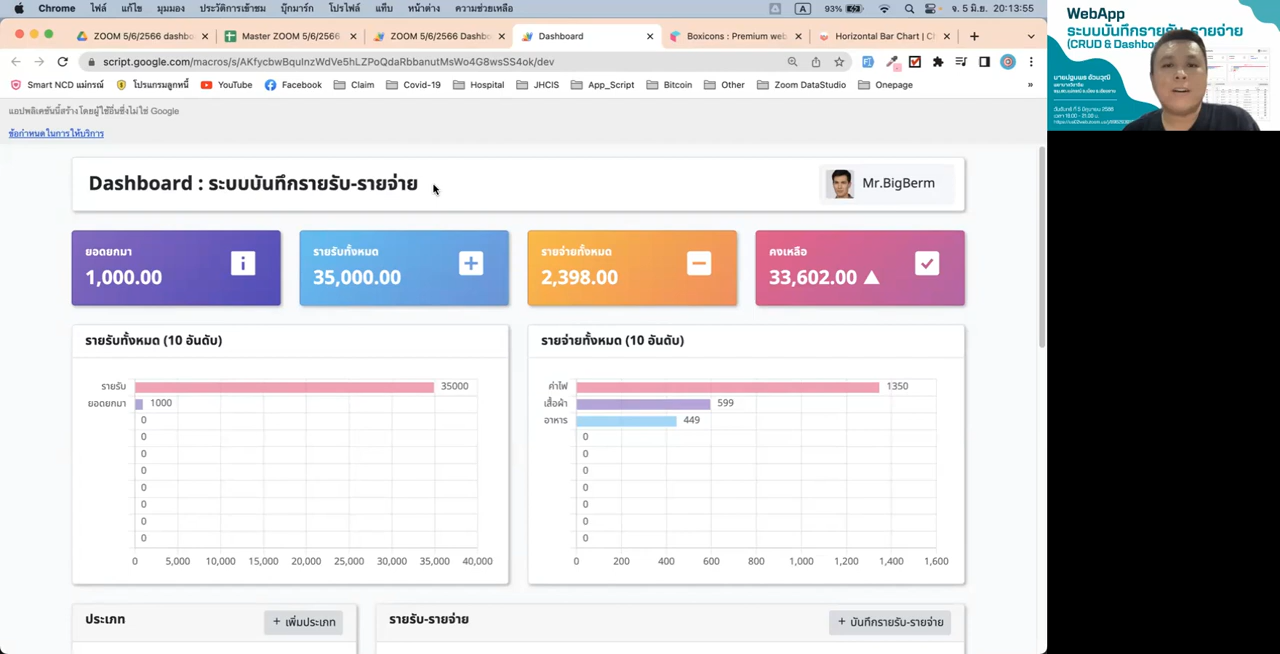 Chrome ไฟล์ แก้ไข มุมมอง ประวัติการเข้าชม บุ๊กมาร์ก โปรไฟล์ แท็บ หน้าต่าง ความช่วยเหลือ A 93% จ. 5 มิ.ย. 20:13:55
ZOOM 5/6/2566 dashbo Master ZOOM 5/6/2566 ZOOM 5/6/2566 Dashbo Dashboard Boxicons : Premium web Horizontal Bar Chart | Ch
script.google.com/macros/s/AKfycbwBquInzWdVe5hLZPoQdaRbbanutMsWo4G8wsSS4ok/dev
Smart NCD แม่กรณ์ โปรแกรมลูกหนี้ YouTube Facebook Claim Covid-19 Hospital JHCIS App_Script Bitcoin Other Zoom DataStudio Onepage »
แอปพลิเคชันนี้สร้างโดยผู้ใช้ซึ่งไม่ใช่ Google
ข้อกำหนดในการให้บริการ
Dashboard : ระบบบันทึกรายรับ-รายจ่าย
Mr.BigBerm
ยอดยกมา
1,000.00
รายรับทั้งหมด
35,000.00
รายจ่ายทั้งหมด
2,398.00
คงเหลือ
33,602.00 ▲
รายรับทั้งหมด (10 อันดับ)
รายรับ 35000
ยอดยกมา 1000
0
0
0
0
0
0
0
0
0 5,000 10,000 15,000 20,000 25,000 30,000 35,000 40,000
รายจ่ายทั้งหมด (10 อันดับ)
ค่าไฟ 1350
เสื้อผ้า 599
อาหาร 449
0
0
0
0
0
0
0
0 200 400 600 800 1,000 1,200 1,400 1,600
ประเภท
+ เพิ่มประเภท
รายรับ-รายจ่าย
+ บันทึกรายรับ-รายจ่าย
WebApp
ระบบบันทึกรายรับ-รายจ่าย
(CRUD & Dashbo